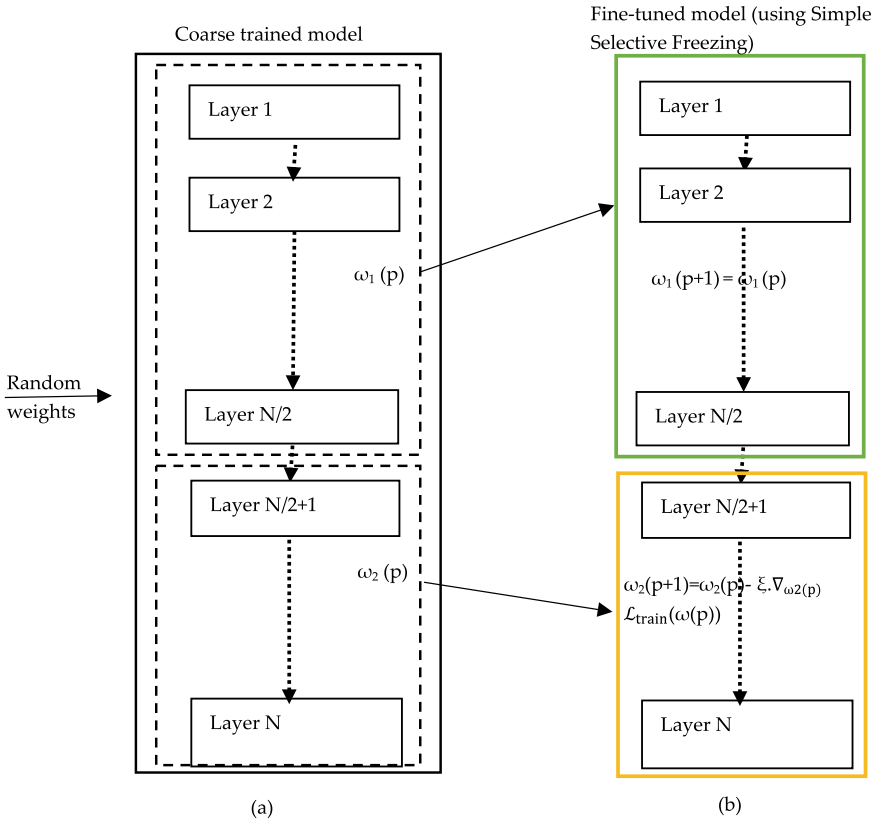 Coarse trained model
Layer 1
Layer 2
ω₁ (p)
Random
weights
Layer N/2
Layer N/2+1
ω₂ (p)
Layer N
(a)
Fine-tuned model (using Simple
Selective Freezing)
Layer 1
Layer 2
ω₁ (p+1) = ω₁ (p)
Layer N/2
Layer N/2+1
ω₂(p+1)=ω₂(p)- ξ.∇ω2(p)
ℒtrain(ω(p))
Layer N
(b)